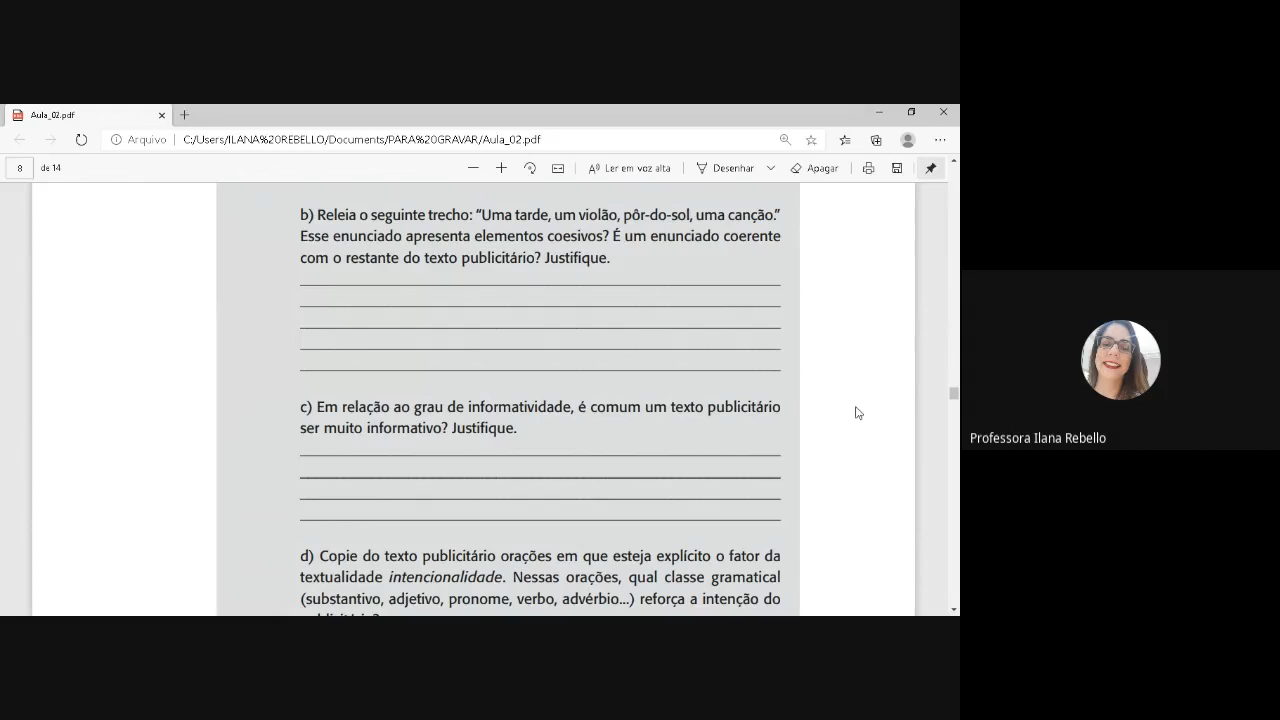 Aula_02.pdf
Arquivo
C:/Users/ILANA%20REBELLO/Documents/PARA%20GRAVAR/Aula_02.pdf
8 de 14
Ler em voz alta
Desenhar
Apagar
b) Releia o seguinte trecho: “Uma tarde, um violão, pôr-do-sol, uma canção.”
Esse enunciado apresenta elementos coesivos? É um enunciado coerente
com o restante do texto publicitário? Justifique.
c) Em relação ao grau de informatividade, é comum um texto publicitário
ser muito informativo? Justifique.
d) Copie do texto publicitário orações em que esteja explícito o fator da
textualidade intencionalidade. Nessas orações, qual classe gramatical
(substantivo, adjetivo, pronome, verbo, advérbio...) reforça a intenção do
Professora Ilana Rebello